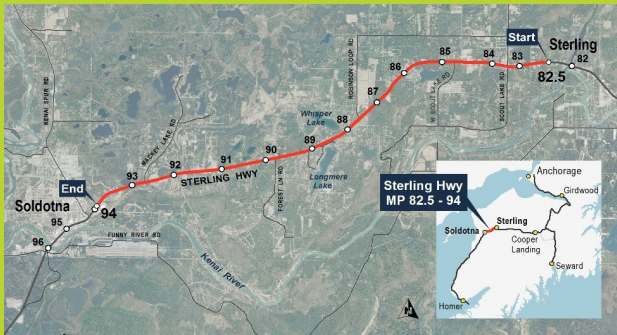 Start
Sterling
82
82.5
83
84
85
86
87
88
89
90
91
92
93
94
End
Soldotna
95
96
KENAI SPUR RD
MACKEY LAKE RD
STERLING HWY
FOREST LN RD
ROBINSON LOOP RD
W SCOUT LAKE RD
SCOUT LAKE RD
FUNNY RIVER RD
Whisper
Lake
Longmere
Lake
Kenai River
N
Sterling Hwy
MP 82.5 - 94
Anchorage
Girdwood
Sterling
Soldotna
Cooper
Landing
Seward
Homer